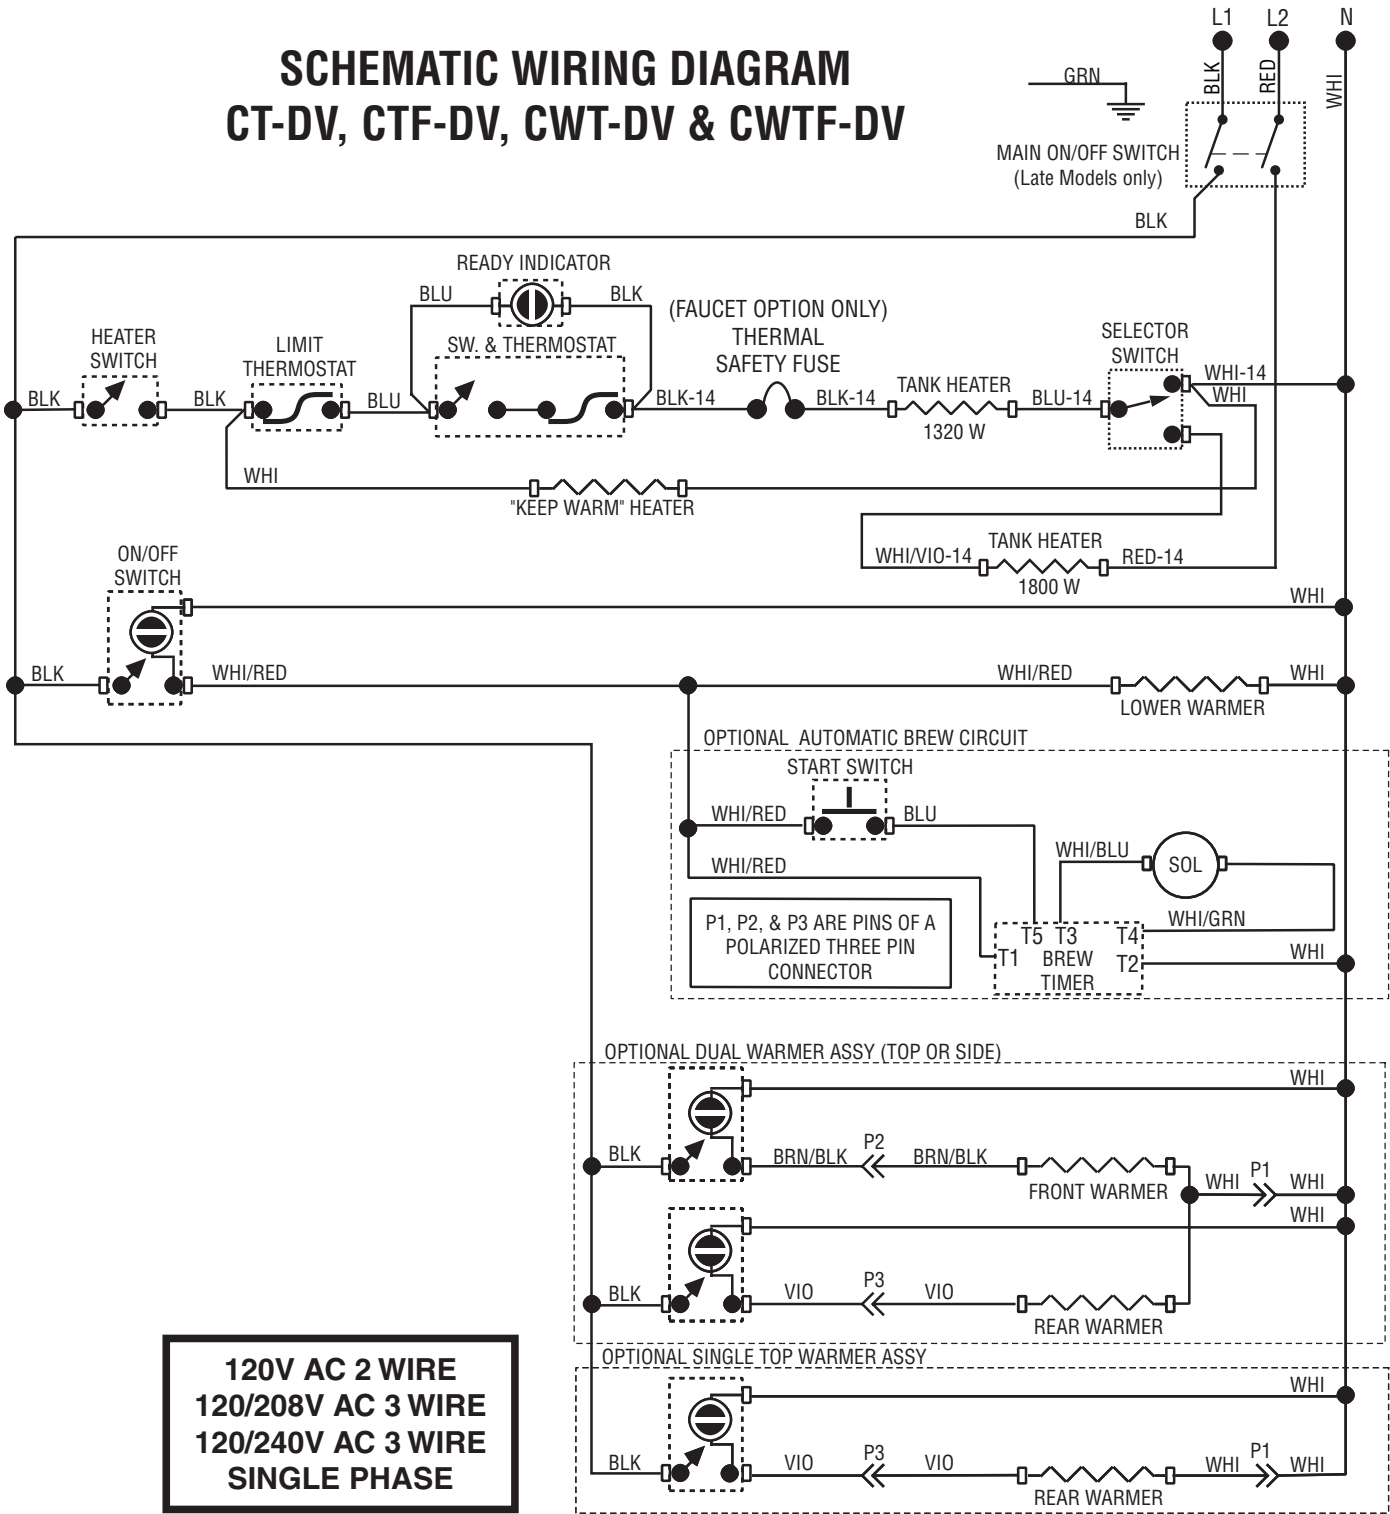 L1 L2 N
SCHEMATIC WIRING DIAGRAM
CT-DV, CTF-DV, CWT-DV & CWTF-DV
GRN
BLK
RED
WHI
MAIN ON/OFF SWITCH
(Late Models only)
BLK
READY INDICATOR
BLU
BLK
(FAUCET OPTION ONLY)
THERMAL
SAFETY FUSE
HEATER
SWITCH
LIMIT
THERMOSTAT
SW. & THERMOSTAT
SELECTOR
SWITCH
WHI-14
WHI
BLK
BLK
BLU
BLK-14
BLK-14
TANK HEATER
1320 W
BLU-14
WHI
"KEEP WARM" HEATER
ON/OFF
SWITCH
WHI/VIO-14
TANK HEATER
1800 W
RED-14
WHI
BLK
WHI/RED
WHI/RED
WHI
LOWER WARMER
OPTIONAL AUTOMATIC BREW CIRCUIT
START SWITCH
WHI/RED
BLU
WHI/RED
WHI/BLU
SOL
WHI/GRN
P1, P2, & P3 ARE PINS OF A
POLARIZED THREE PIN
CONNECTOR
T5 T3 T4
T1 BREW T2
TIMER
WHI
OPTIONAL DUAL WARMER ASSY (TOP OR SIDE)
WHI
BLK
BRN/BLK
P2
BRN/BLK
FRONT WARMER
WHI
P1
WHI
WHI
BLK
VIO
P3
VIO
REAR WARMER
OPTIONAL SINGLE TOP WARMER ASSY
WHI
BLK
VIO
P3
VIO
REAR WARMER
WHI
P1
WHI
120V AC 2 WIRE
120/208V AC 3 WIRE
120/240V AC 3 WIRE
SINGLE PHASE